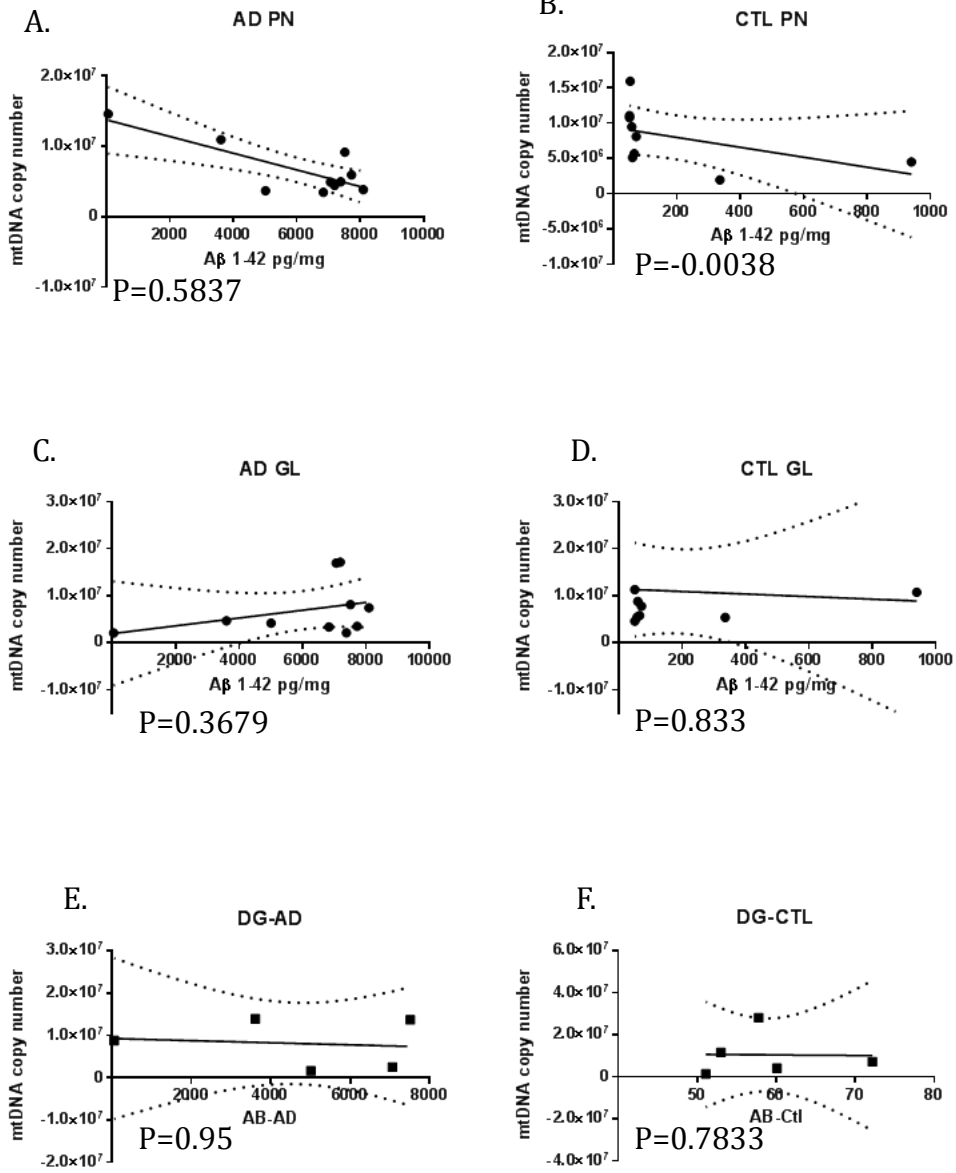 A.
AD PN
mtDNA copy number
2.0×10⁷
1.0×10⁷
0
-1.0×10⁷
2000
4000
6000
8000
10000
Aβ 1-42 pg/mg
P=0.5837
B.
CTL PN
mtDNA copy number
2.0×10⁷
1.5×10⁷
1.0×10⁷
5.0×10⁶
0
-5.0×10⁶
-1.0×10⁷
200
400
600
800
1000
Aβ 1-42 pg/mg
P=-0.0038
C.
AD GL
mtDNA copy number
3.0×10⁷
2.0×10⁷
1.0×10⁷
0
-1.0×10⁷
2000
4000
6000
8000
10000
Aβ 1-42 pg/mg
P=0.3679
D.
CTL GL
mtDNA copy number
3.0×10⁷
2.0×10⁷
1.0×10⁷
0
-1.0×10⁷
200
400
600
800
1000
Aβ 1-42 pg/mg
P=0.833
E.
DG-AD
mtDNA copy number
3.0×10⁷
2.0×10⁷
1.0×10⁷
0
-1.0×10⁷
-2.0×10⁷
2000
4000
6000
8000
AB-AD
P=0.95
F.
DG-CTL
mtDNA copy number
6.0×10⁷
4.0×10⁷
2.0×10⁷
0
-2.0×10⁷
-4.0×10⁷
50
60
70
80
AB-Ctl
P=0.7833